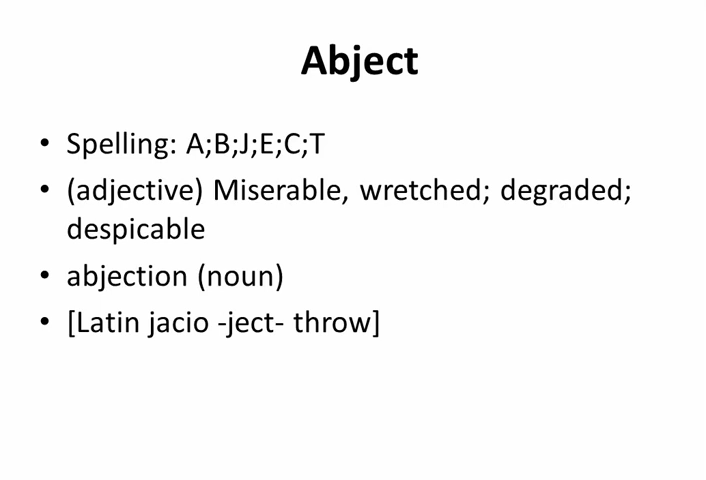 Abject
• Spelling: A;B;J;E;C;T
• (adjective) Miserable, wretched; degraded;
despicable
• abjection (noun)
• [Latin jacio -ject- throw]